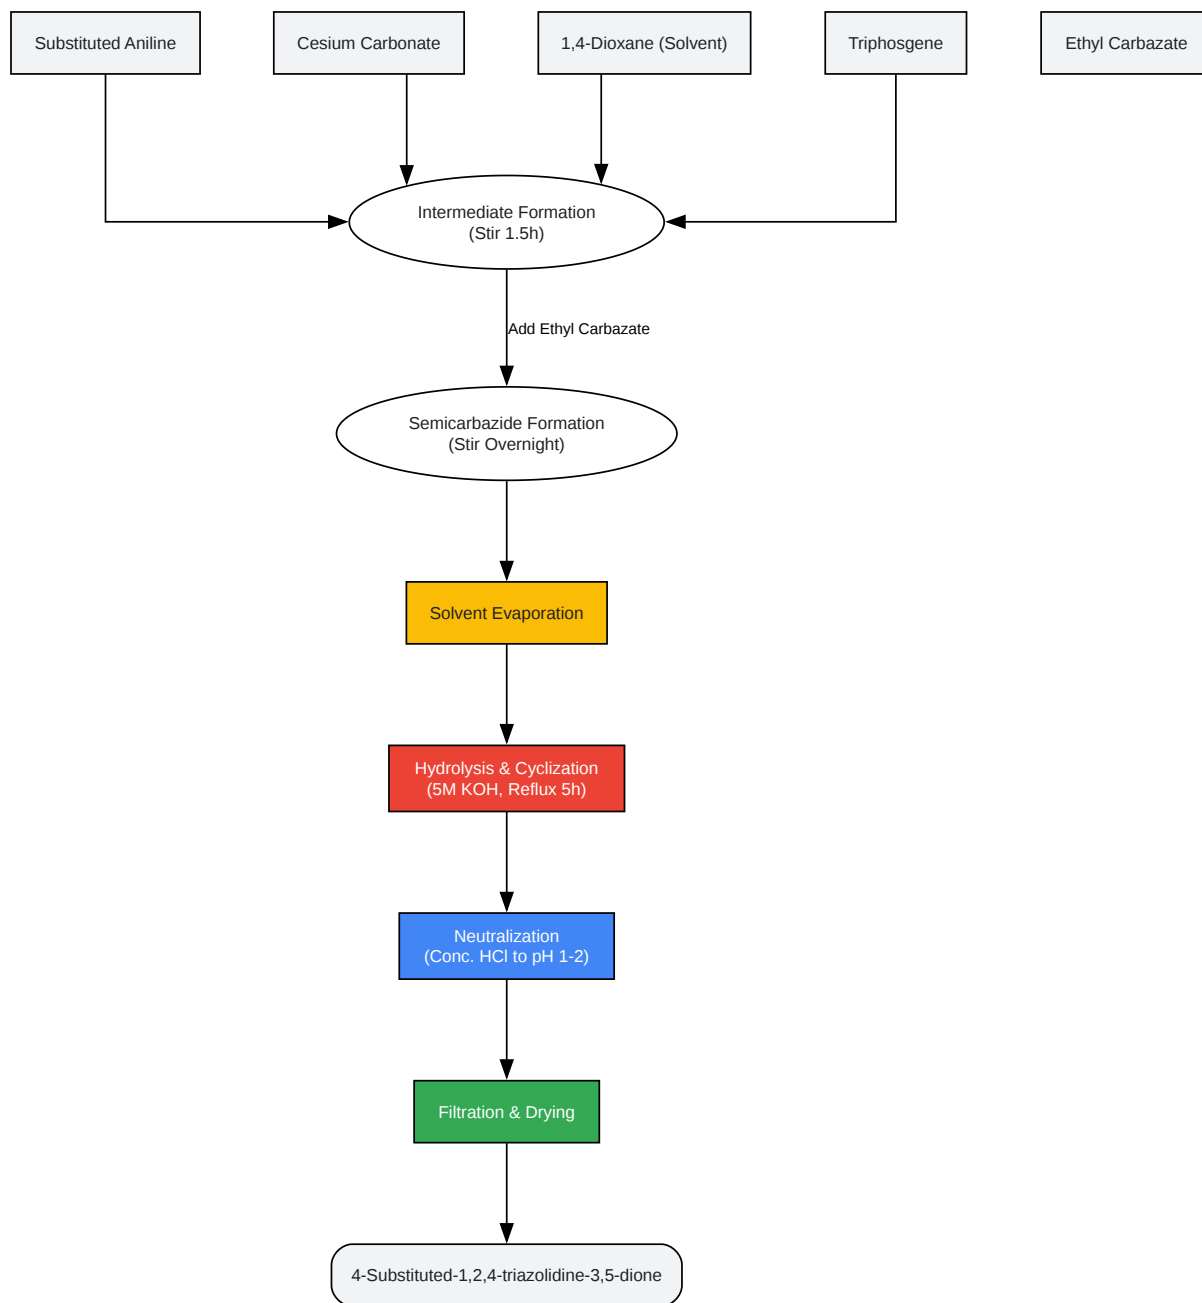 Substituted Aniline
Cesium Carbonate
1,4-Dioxane (Solvent)
Triphosgene
Ethyl Carbazate
Intermediate Formation
(Stir 1.5h)
Add Ethyl Carbazate
Semicarbazide Formation
(Stir Overnight)
Solvent Evaporation
Hydrolysis & Cyclization
(5M KOH, Reflux 5h)
Neutralization
(Conc. HCl to pH 1-2)
Filtration & Drying
4-Substituted-1,2,4-triazolidine-3,5-dione